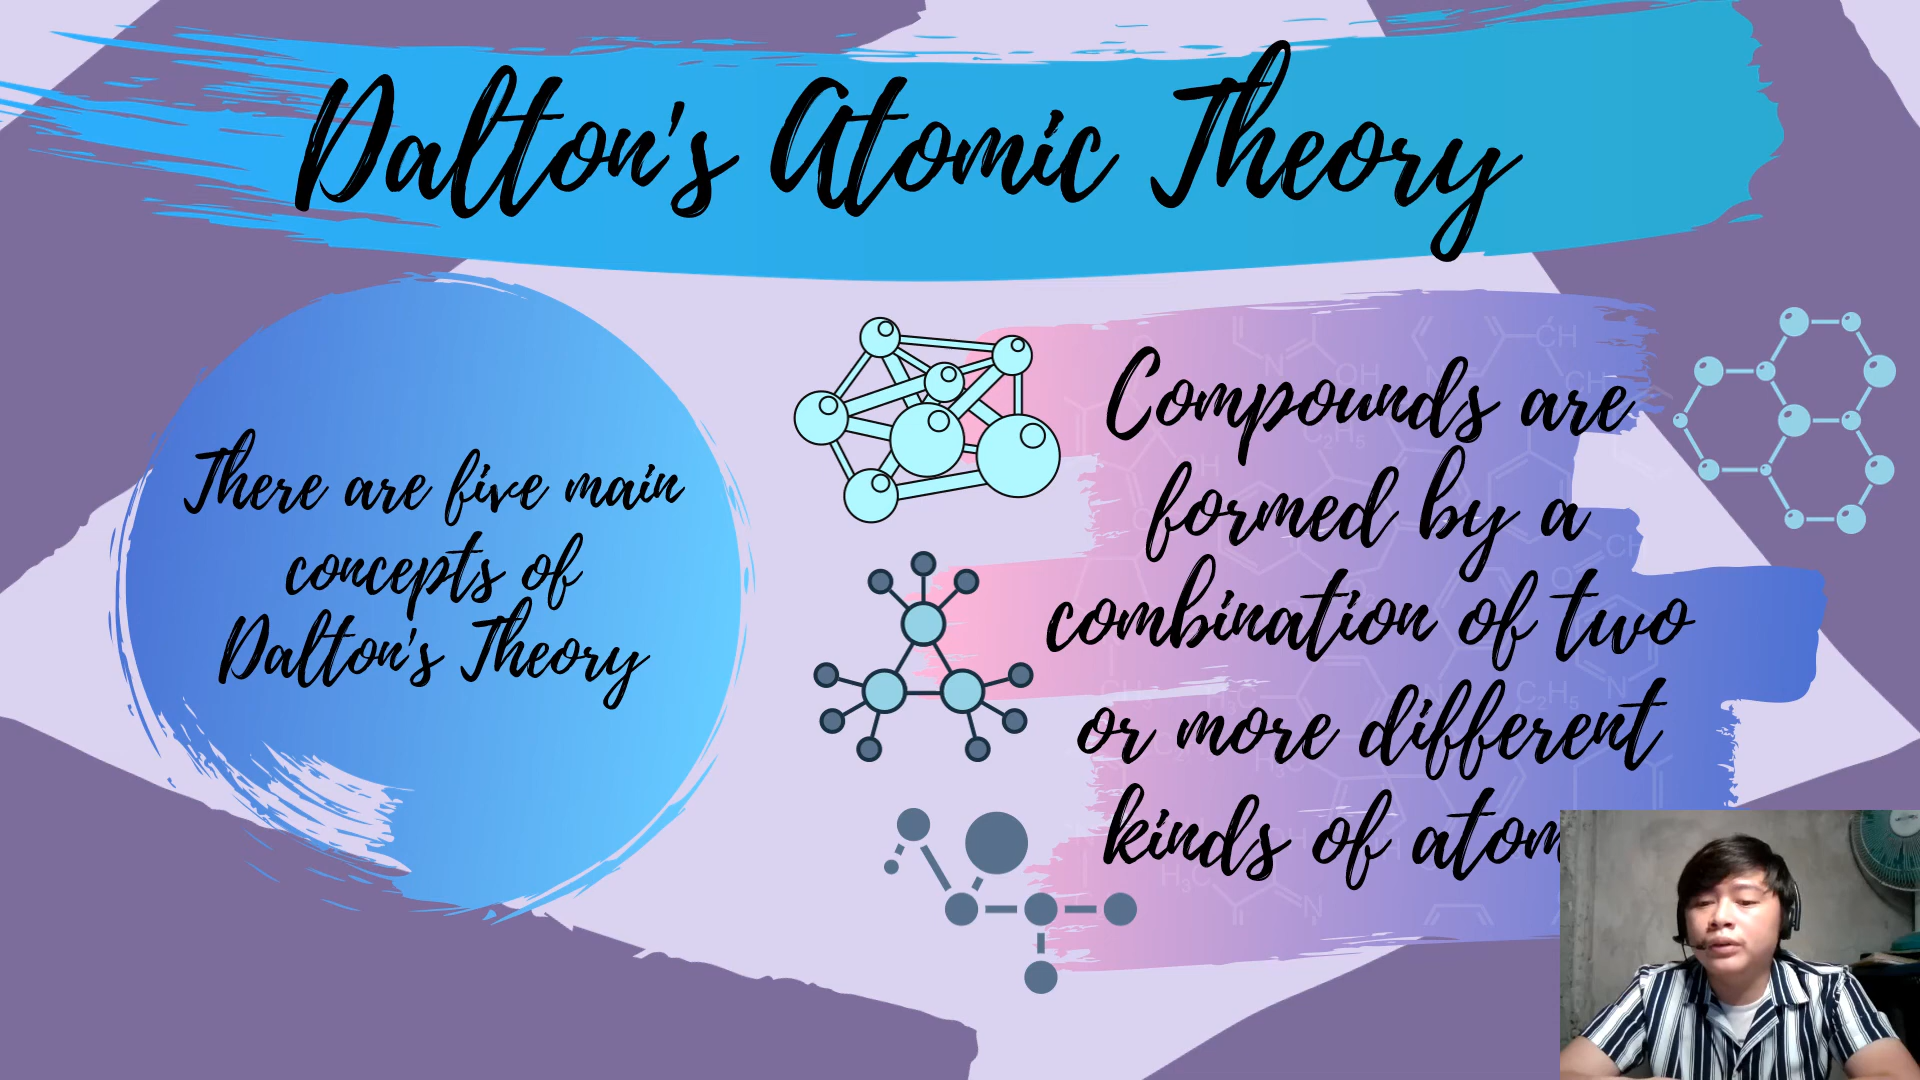 Dalton's Atomic Theory
There are five main
concepts of
Dalton's Theory
Compounds are
formed by a
combination of two
or more different
kinds of atom